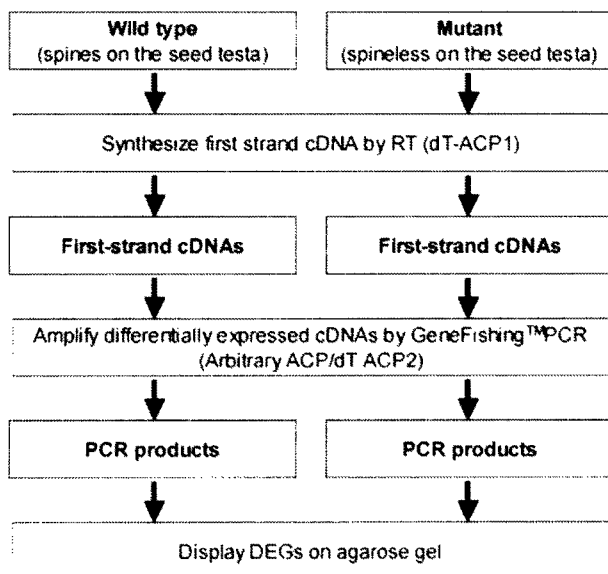 Wild type
(spines on the seed testa)
Mutant
(spineless on the seed testa)
Synthesize first strand cDNA by RT (dT-ACP1)
First-strand cDNAs
First-strand cDNAs
Amplify differentially expressed cDNAs by GeneFishing™PCR
(Arbitrary ACP/dT ACP2)
PCR products
PCR products
Display DEGs on agarose gel